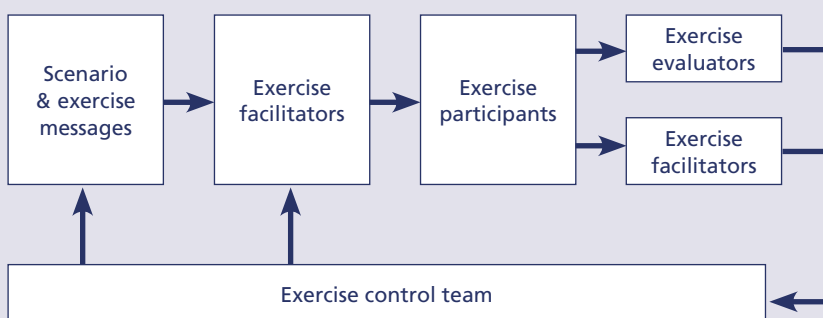 Scenario
& exercise
messages
Exercise
facilitators
Exercise
participants
Exercise
evaluators
Exercise
facilitators
Exercise control team